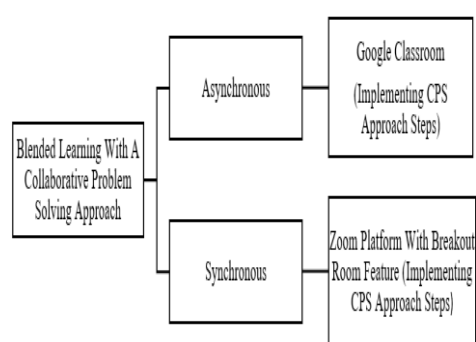 Blended Learning With A
Collaborative Problem
Solving Approach
Asynchronous
Google Classroom
(Implementing CPS
Approach Steps)
Synchronous
Zoom Platform With Breakout
Room Feature (Implementing
CPS Approach Steps)